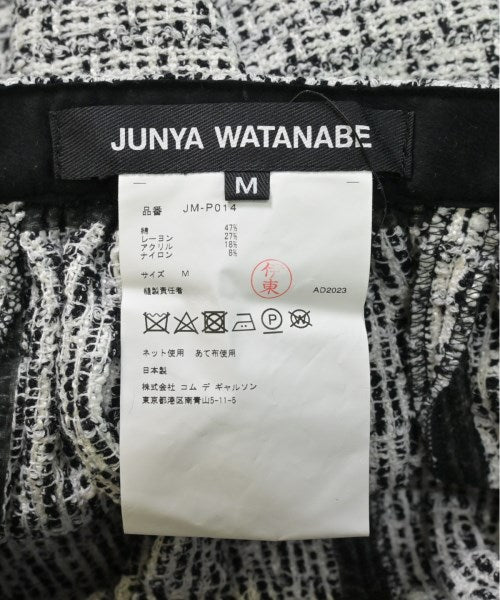 JUNYA WATANABE
M
品番 JM-P014
綿 47%
レーヨン 27%
アクリル 18%
ナイロン 8%
サイズ M
縫製責任者 伊東 AD2023
P W
ネット使用 あて布使用
日本製
株式会社 コム デ ギャルソン
東京都港区南青山5-11-5